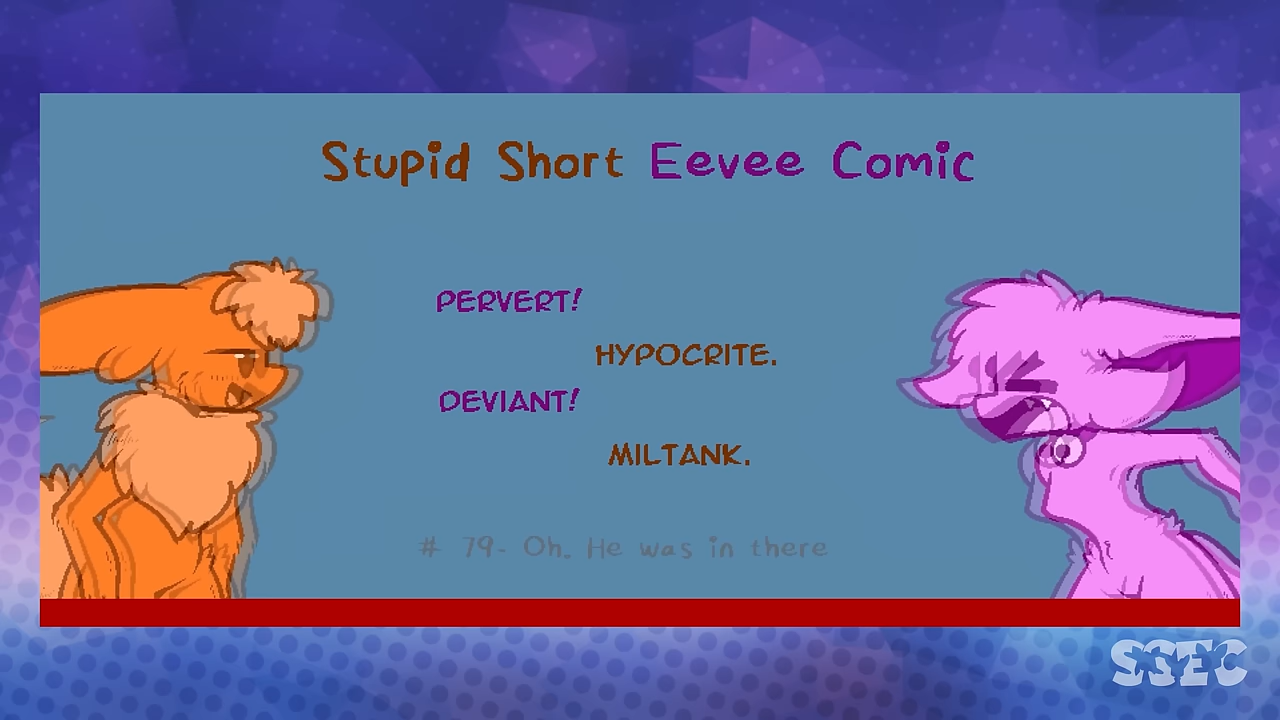 Stupid Short Eevee Comic
PERVERT!
HYPOCRITE.
DEVIANT!
MILTANK.
# 79- Oh. He was in there
SSEC